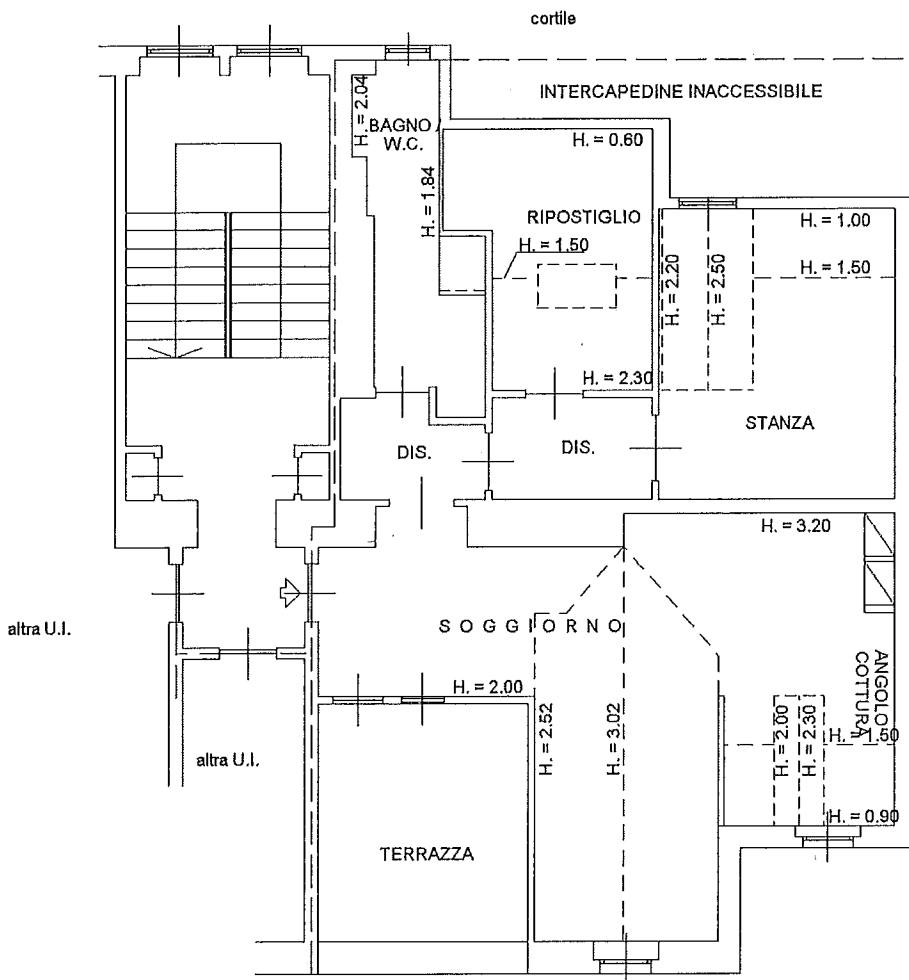 cortile
INTERCAPEDINE INACCESSIBILE
H. = 2.04
BAGNO /
W.C.
H. = 1.84
H. = 0.60
RIPOSTIGLIO
H. = 1.50
H. = 2.30
H. = 2.20
H. = 2.50
H. = 1.00
H. = 1.50
STANZA
DIS.
DIS.
H. = 3.20
altra U.I.
SOGGIORNO
ANGOLO
COTTURA
H. = 2.00
H. = 2.52
H. = 3.02
H. = 2.00
H. = 2.30
H. = 1.50
H. = 0.90
altra U.I.
TERRAZZA